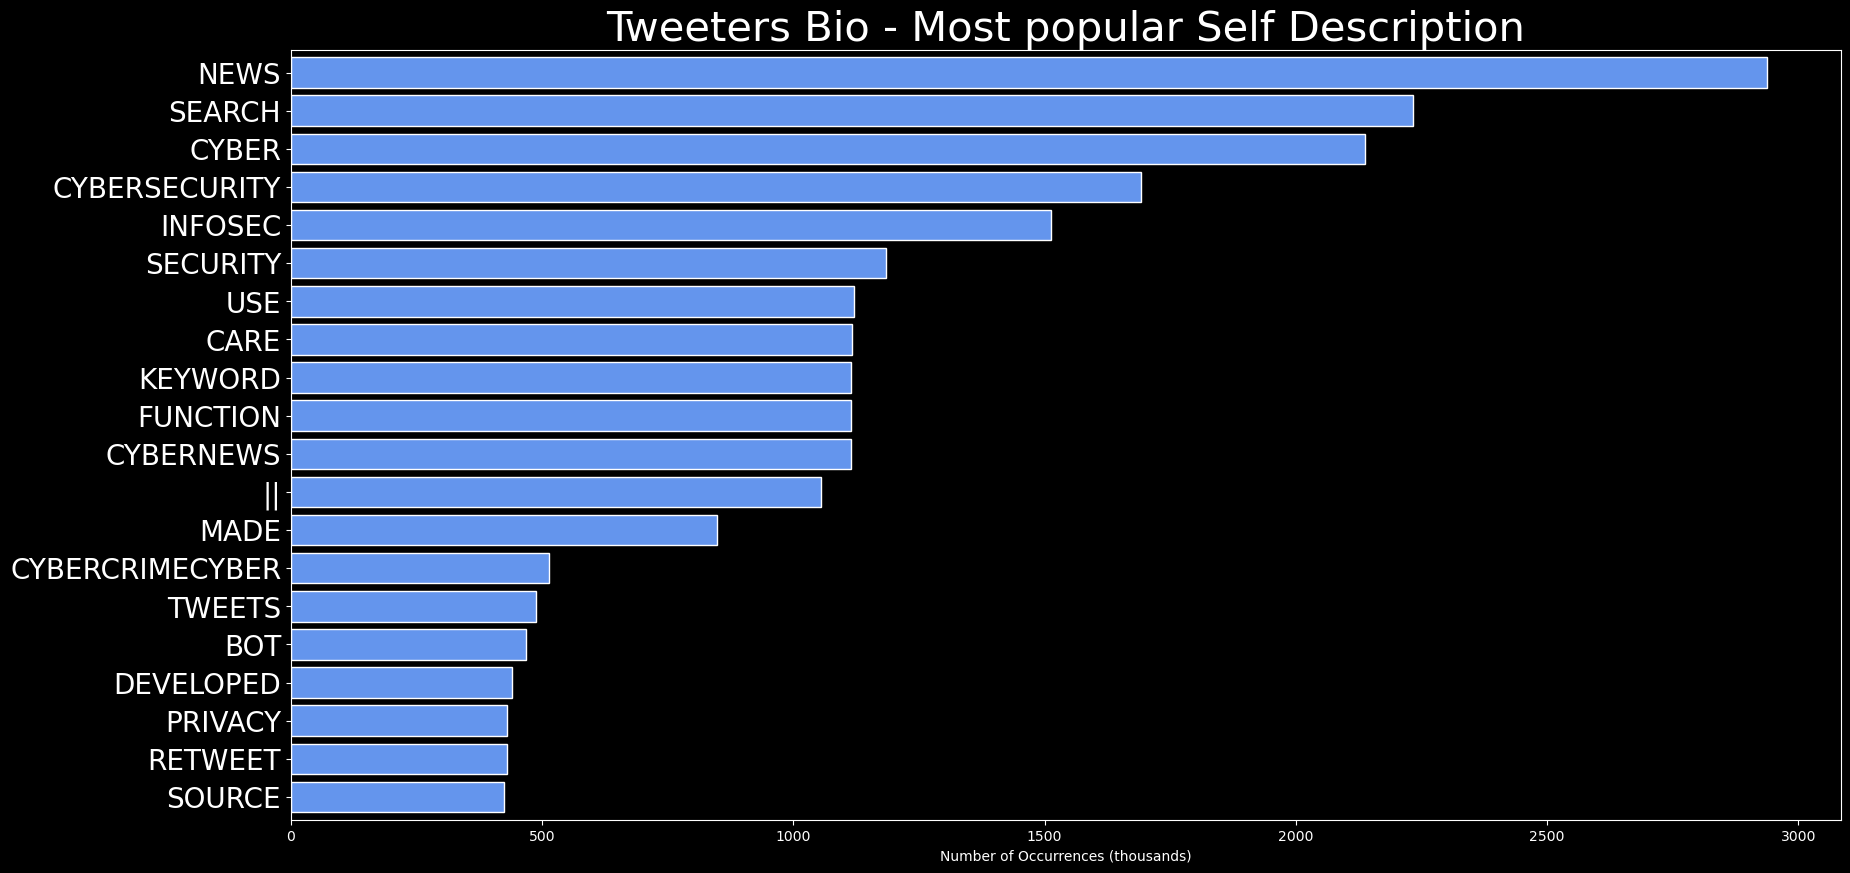 Tweeters Bio - Most popular Self Description
NEWS
SEARCH
CYBER
CYBERSECURITY
INFOSEC
SECURITY
USE
CARE
KEYWORD
FUNCTION
CYBERNEWS
||
MADE
CYBERCRIMECYBER
TWEETS
BOT
DEVELOPED
PRIVACY
RETWEET
SOURCE
0 500 1000 1500 2000 2500 3000
Number of Occurrences (thousands)